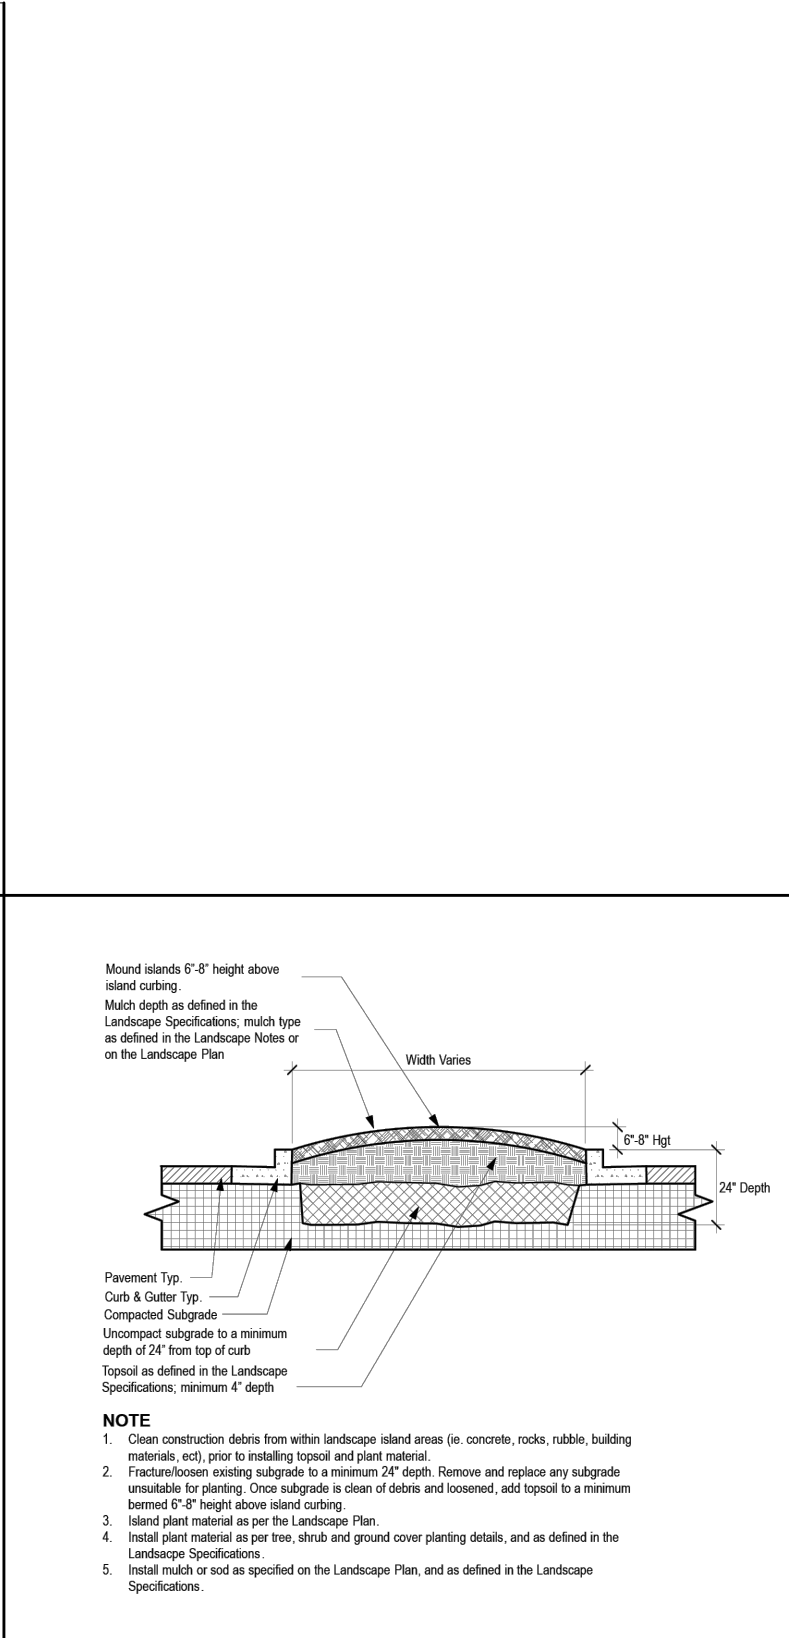 Mound islands 6”-8” height above
island curbing.
Mulch depth as defined in the
Landscape Specifications; mulch type
as defined in the Landscape Notes or
on the Landscape Plan
Width Varies
6"-8" Hgt
24" Depth
Pavement Typ.
Curb & Gutter Typ.
Compacted Subgrade
Uncompact subgrade to a minimum
depth of 24” from top of curb
Topsoil as defined in the Landscape
Specifications; minimum 4” depth
NOTE
1. Clean construction debris from within landscape island areas (ie. concrete, rocks, rubble, building
materials, ect), prior to installing topsoil and plant material.
2. Fracture/loosen existing subgrade to a minimum 24" depth. Remove and replace any subgrade
unsuitable for planting. Once subgrade is clean of debris and loosened, add topsoil to a minimum
bermed 6"-8" height above island curbing.
3. Island plant material as per the Landscape Plan.
4. Install plant material as per tree, shrub and ground cover planting details, and as defined in the
Landsacpe Specifications.
5. Install mulch or sod as specified on the Landscape Plan, and as defined in the Landscape
Specifications.